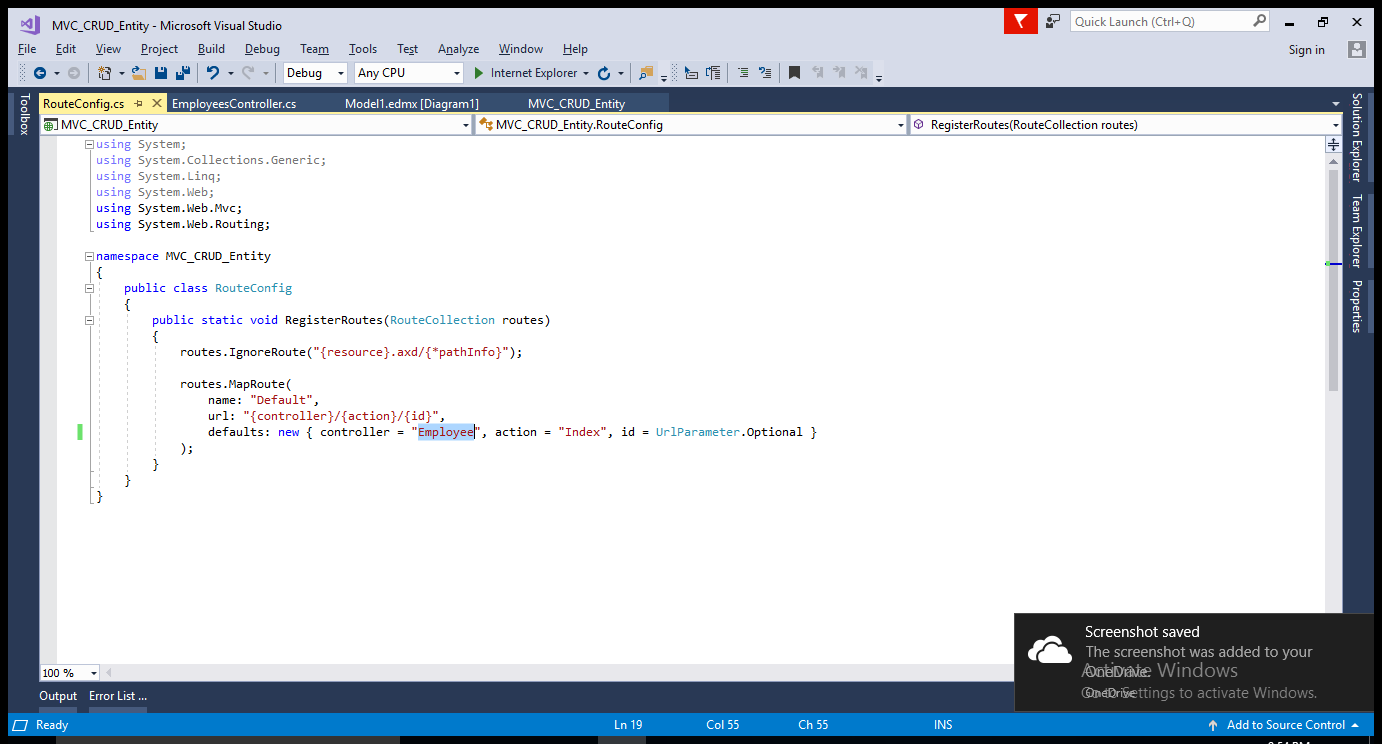 MVC_CRUD_Entity - Microsoft Visual Studio
Quick Launch (Ctrl+Q)
File Edit View Project Build Debug Team Tools Test Analyze Window Help
Sign in
Debug Any CPU Internet Explorer
Toolbox
RouteConfig.cs EmployeesController.cs Model1.edmx [Diagram1] MVC_CRUD_Entity
MVC_CRUD_Entity MVC_CRUD_Entity.RouteConfig RegisterRoutes(RouteCollection routes)
Solution Explorer
Team Explorer
Properties
using System;
using System.Collections.Generic;
using System.Linq;
using System.Web;
using System.Web.Mvc;
using System.Web.Routing;
namespace MVC_CRUD_Entity
{
public class RouteConfig
{
public static void RegisterRoutes(RouteCollection routes)
{
routes.IgnoreRoute("{resource}.axd/{*pathInfo}");
routes.MapRoute(
name: "Default",
url: "{controller}/{action}/{id}",
defaults: new { controller = "Employee", action = "Index", id = UrlParameter.Optional }
);
}
}
}
Screenshot saved
The screenshot was added to your
OneDrive.
OneDrive
Activate Windows
Go to Settings to activate Windows.
100 %
Output Error List ...
Ready Ln 19 Col 55 Ch 55 INS Add to Source Control